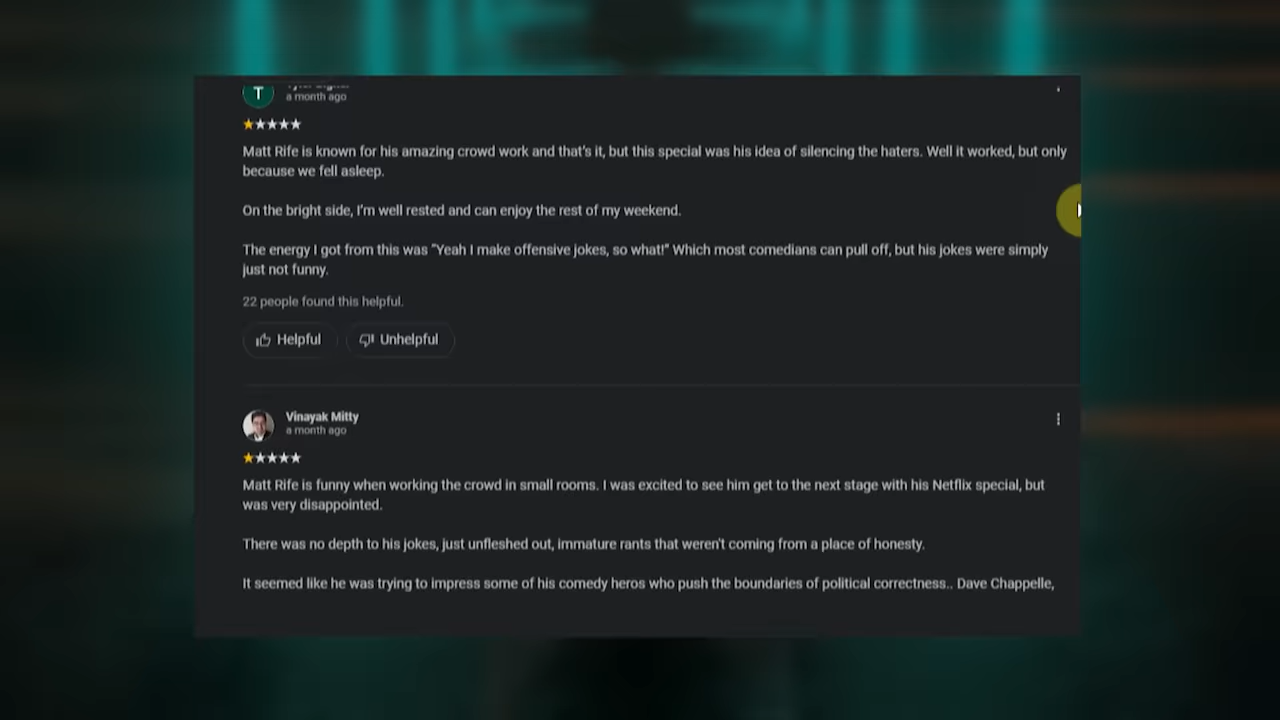 T
a month ago
Matt Rife is known for his amazing crowd work and that's it, but this special was his idea of silencing the haters. Well it worked, but only
because we fell asleep.
On the bright side, I'm well rested and can enjoy the rest of my weekend.
The energy I got from this was "Yeah I make offensive jokes, so what!" Which most comedians can pull off, but his jokes were simply
just not funny.
22 people found this helpful.
Helpful Unhelpful
Vinayak Mitty
a month ago
Matt Rife is funny when working the crowd in small rooms. I was excited to see him get to the next stage with his Netflix special, but
was very disappointed.
There was no depth to his jokes, just unfleshed out, immature rants that weren't coming from a place of honesty.
It seemed like he was trying to impress some of his comedy heros who push the boundaries of political correctness.. Dave Chappelle,